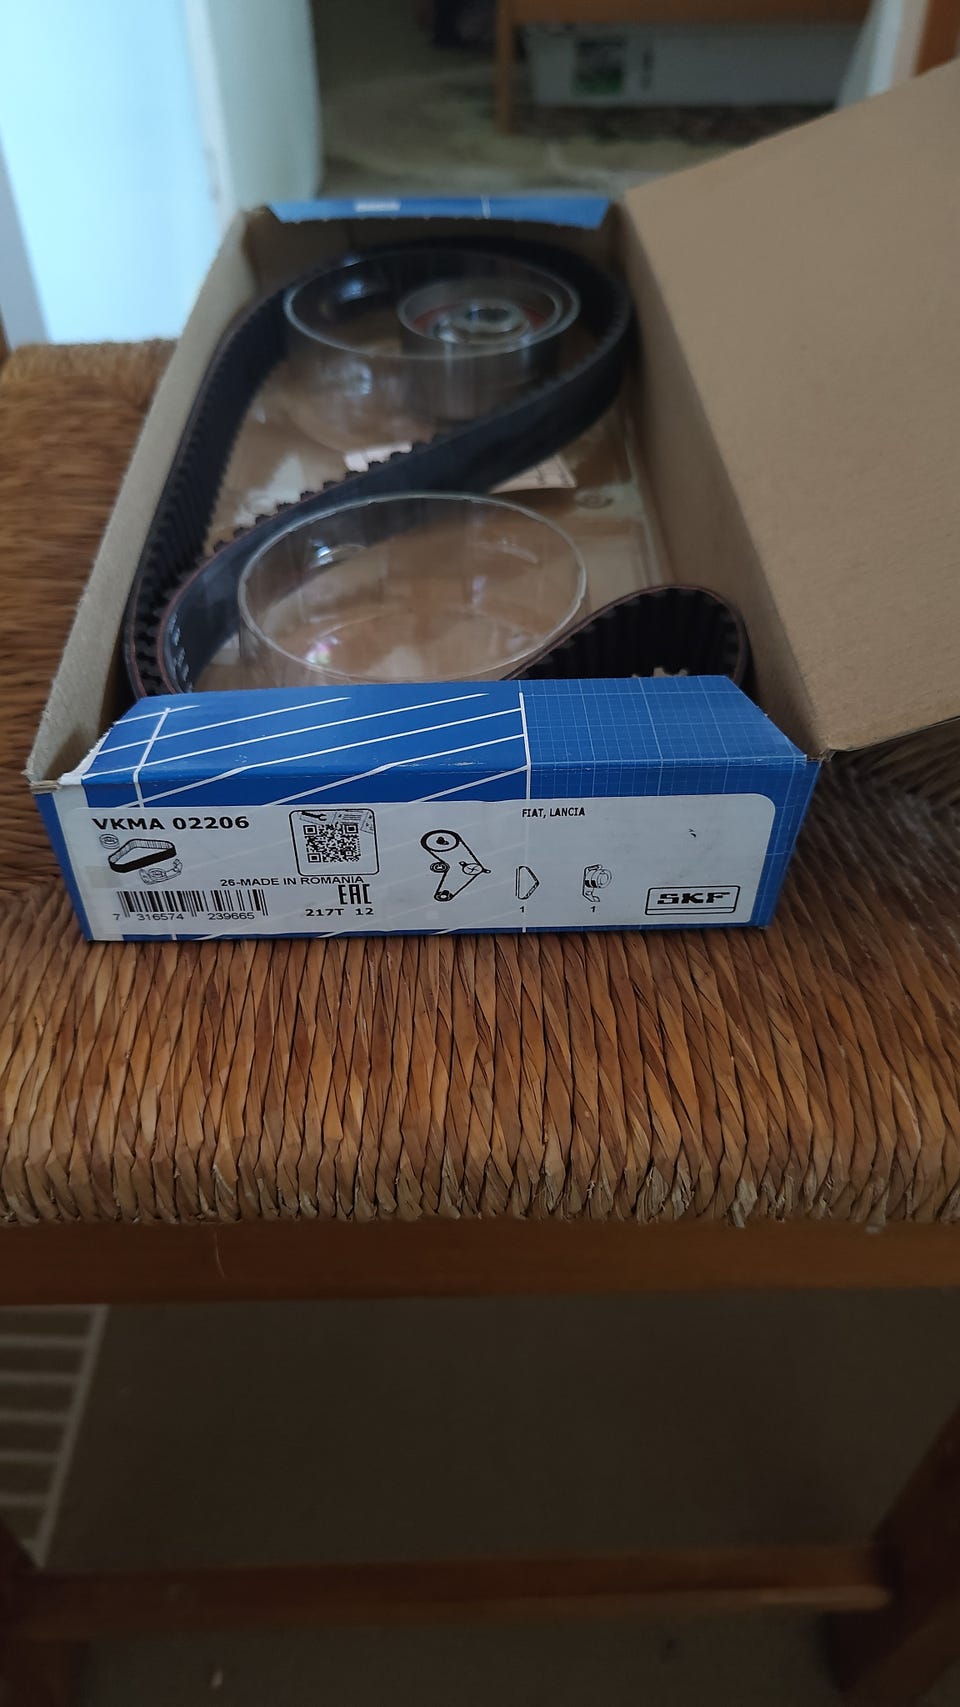 VKMA 02206
FIAT, LANCIA
26-MADE IN ROMANIA
EAC
217T 12
7 316574 239665
1
1
SKF